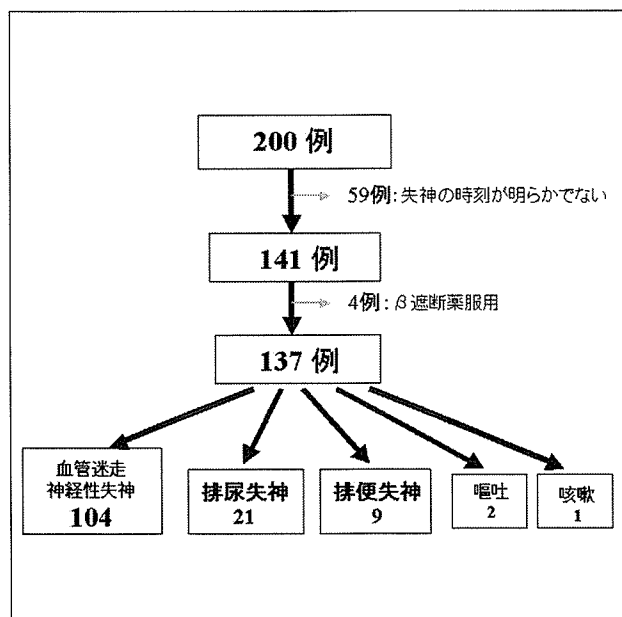 200 例
59例:失神の時刻が明らかでない
141 例
4例:β遮断薬服用
137 例
血管迷走
神経性失神
104
排尿失神
21
排便失神
9
嘔吐
2
咳嗽
1